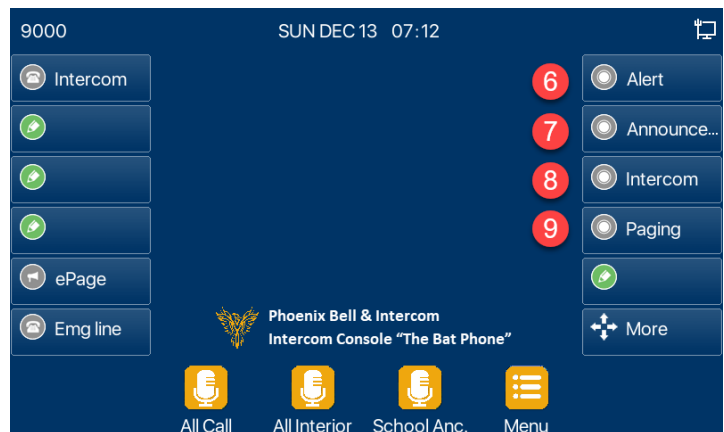 9000 SUN DEC 13 07:12
Intercom 6 Alert
7 Announce...
8 Intercom
9 Paging
ePage
Emg line
Phoenix Bell & Intercom
Intercom Console “The Bat Phone”
More
All Call All Interior School Anc. Menu